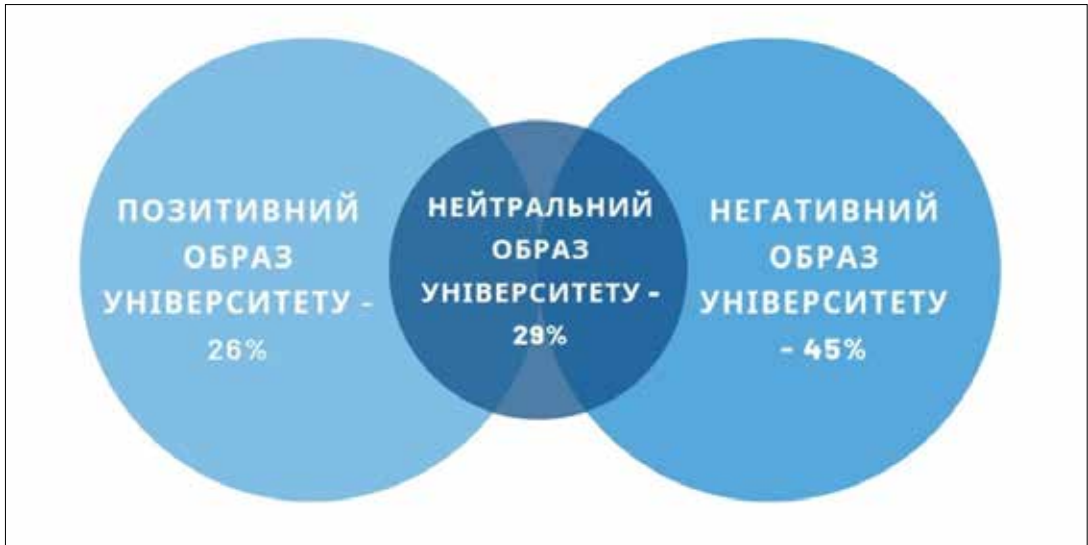 ПОЗИТИВНИЙ
ОБРАЗ
УНІВЕРСИТЕТУ -
26%
НЕЙТРАЛЬНИЙ
ОБРАЗ
УНІВЕРСИТЕТУ -
29%
НЕГАТИВНИЙ
ОБРАЗ
УНІВЕРСИТЕТУ
- 45%